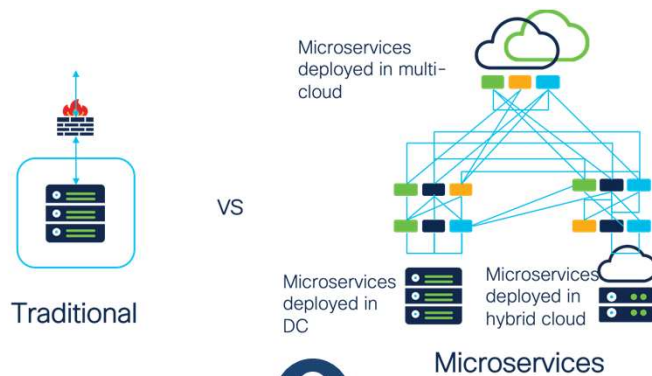 Microservices
deployed in multi-
cloud
VS
Traditional
Microservices
deployed in
DC
Microservices
deployed in
hybrid cloud
Microservices